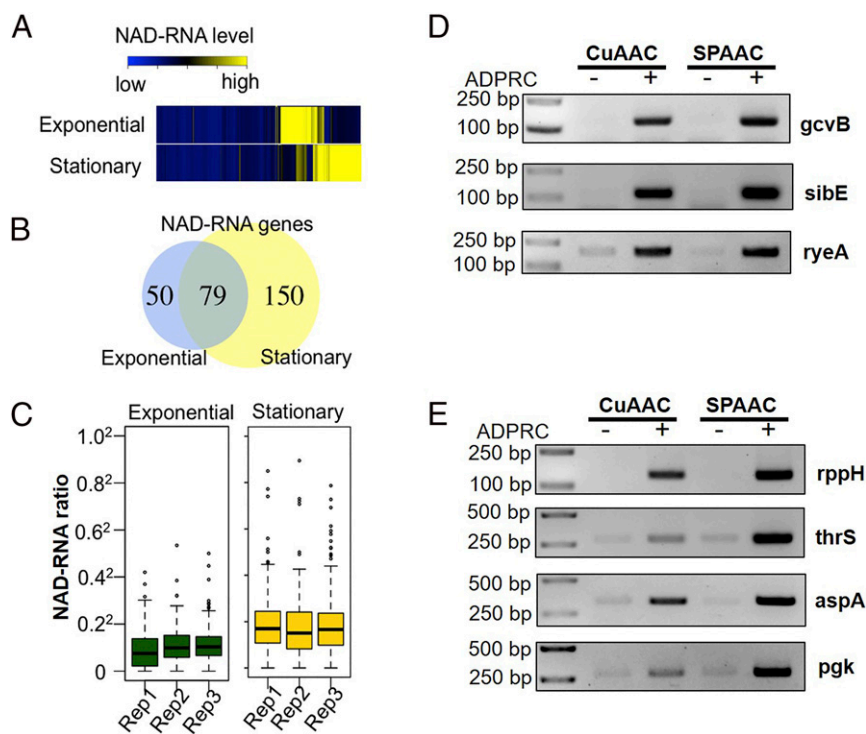 A
NAD-RNA level
low high
Exponential
Stationary
B
NAD-RNA genes
50 79 150
Exponential Stationary
C
Exponential Stationary
NAD-RNA ratio
1.0²
0.8²
0.6²
0.4²
0.2²
0
Rep1 Rep2 Rep3 Rep1 Rep2 Rep3
D
CuAAC SPAAC
ADPRC - + - +
250 bp
100 bp
gcvB
250 bp
100 bp
sibE
250 bp
100 bp
ryeA
E
CuAAC SPAAC
ADPRC - + - +
250 bp
100 bp
rppH
500 bp
250 bp
thrS
500 bp
250 bp
aspA
500 bp
250 bp
pgk